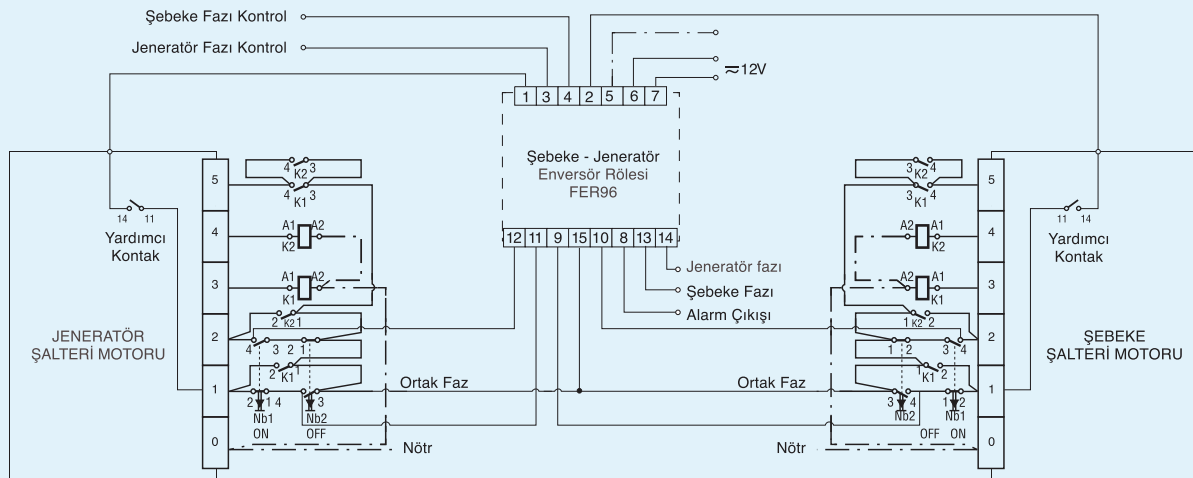 Şebeke Fazı Kontrol
Jeneratör Fazı Kontrol
≂12V
1 3 4 2 5 6 7
Şebeke - Jeneratör
Enversör Rölesi
FER96
12 11 9 15 10 8 13 14
Jeneratör fazı
Şebeke Fazı
Alarm Çıkışı
14 11
Yardımcı
Kontak
JENERATÖR
ŞALTERİ MOTORU
5
4
3
2
1
0
4 3
K2
4 3
K1
A1 A2
K2
A1 A2
K1
2 K2 1
4 3 2 1
2 K1 1
2 1 4 3
Nb1 Nb2
ON OFF
Ortak Faz
Nötr
Ortak Faz
Nötr
3 4
K2
3 4
K1
A2 A1
K2
A2 A1
K1
1 K2 2
1 2 3 4
1 K1 2
3 4 1 2
Nb2 Nb1
OFF ON
5
4
3
2
1
0
11 14
Yardımcı
Kontak
ŞEBEKE
ŞALTERİ MOTORU